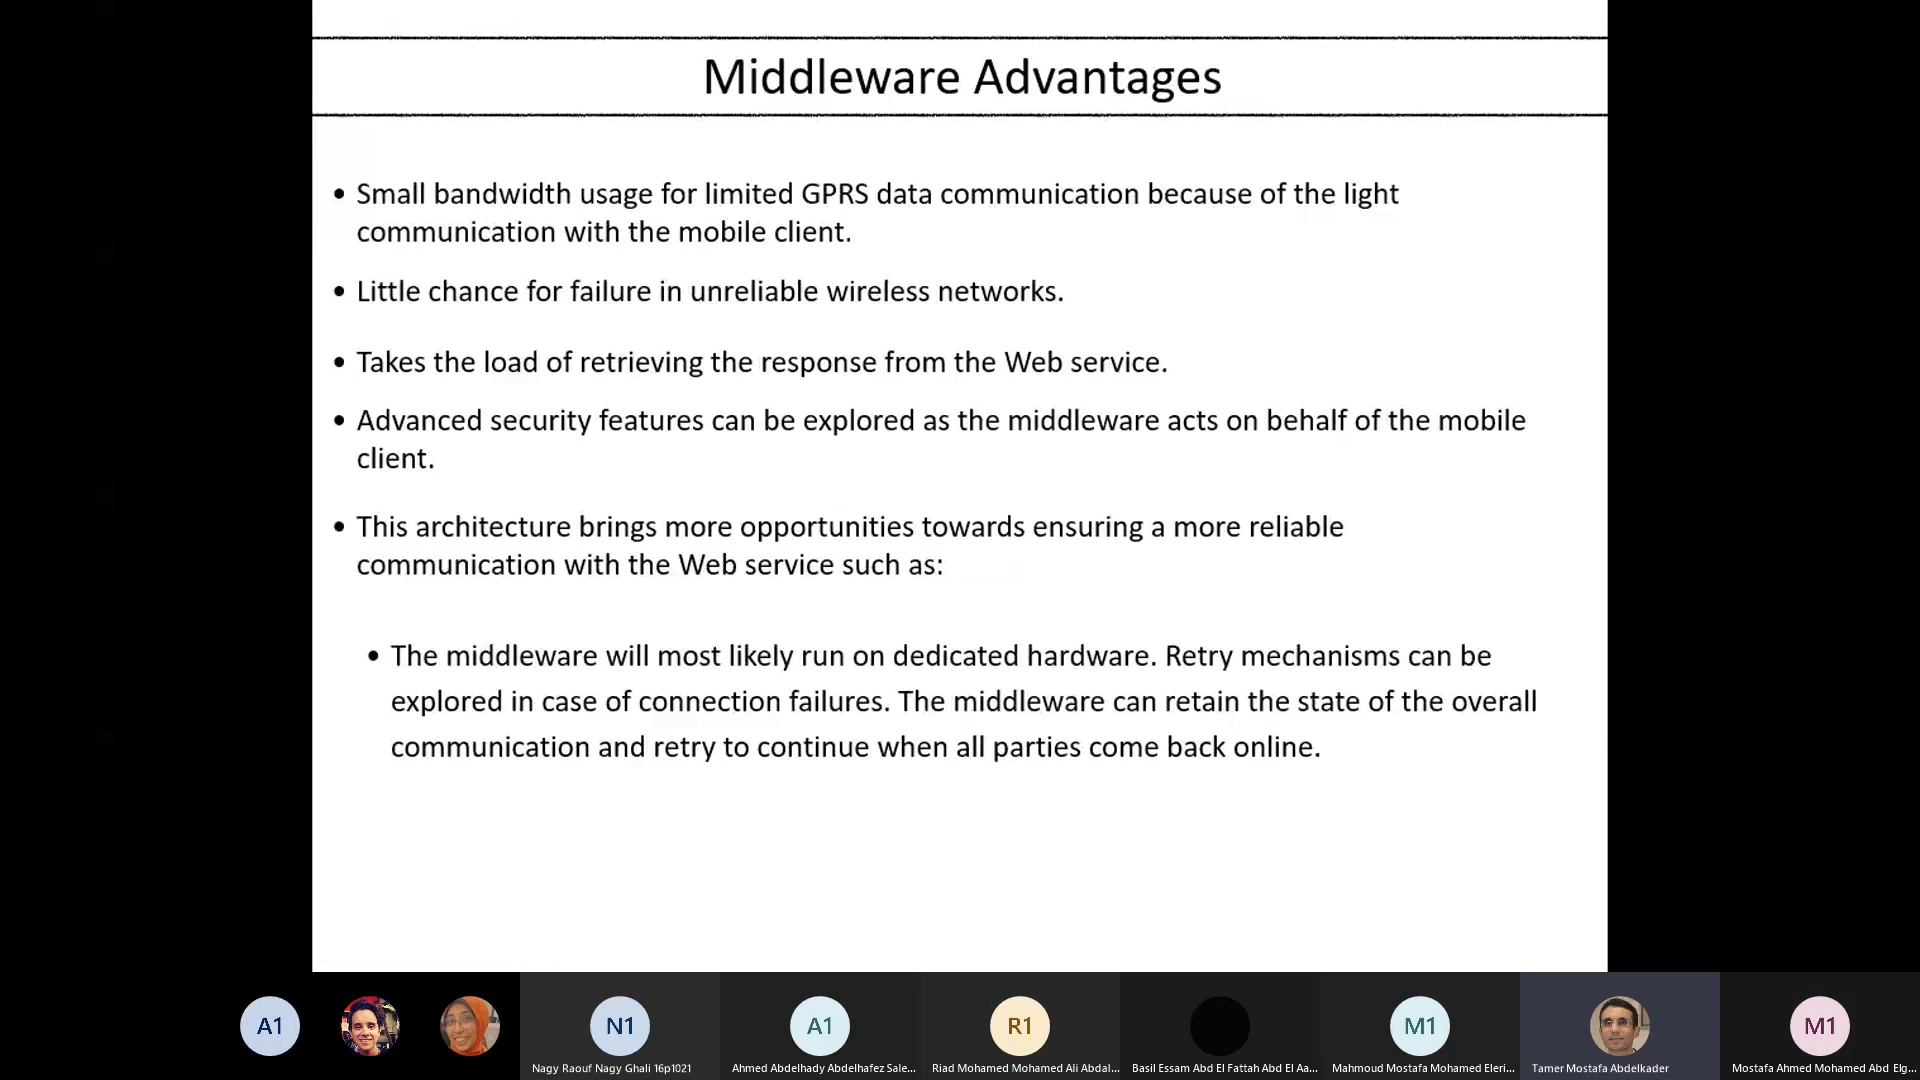 Middleware Advantages
• Small bandwidth usage for limited GPRS data communication because of the light
communication with the mobile client.
• Little chance for failure in unreliable wireless networks.
• Takes the load of retrieving the response from the Web service.
• Advanced security features can be explored as the middleware acts on behalf of the mobile
client.
• This architecture brings more opportunities towards ensuring a more reliable
communication with the Web service such as:
• The middleware will most likely run on dedicated hardware. Retry mechanisms can be
explored in case of connection failures. The middleware can retain the state of the overall
communication and retry to continue when all parties come back online.
A1 N1 A1 R1 M1 M1
Nagy Raouf Nagy Ghali 16p1021 Ahmed Abdelhady Abdelhafez Sale... Riad Mohamed Mohamed Ali Abdal... Basil Essam Abd El Fattah Abd El Aa... Mahmoud Mostafa Mohamed Eleri... Tamer Mostafa Abdelkader Mostafa Ahmed Mohamed Abd Elg...